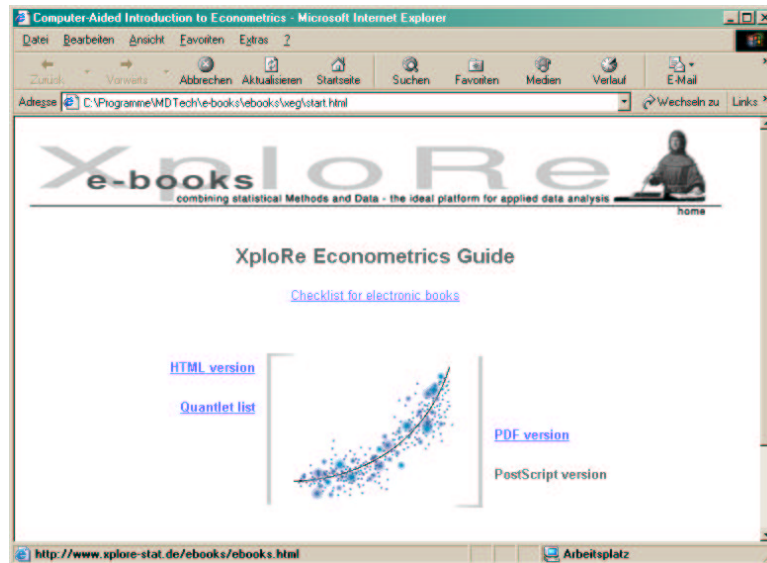 Computer-Aided Introduction to Econometrics - Microsoft Internet Explorer
Datei Bearbeiten Ansicht Favoriten Extras ?
Zurück Vorwärts Abbrechen Aktualisieren Startseite Suchen Favoriten Medien Verlauf E-Mail
Adresse C:\Programme\MDTech\e-books\ebooks\xeg\start.html Wechseln zu Links
XploRe
e-books
combining statistical Methods and Data - the ideal platform for applied data analysis
home
XploRe Econometrics Guide
Checklist for electronic books
HTML version
Quantlet list
PDF version
PostScript version
http://www.xplore-stat.de/ebooks/ebooks.html Arbeitsplatz